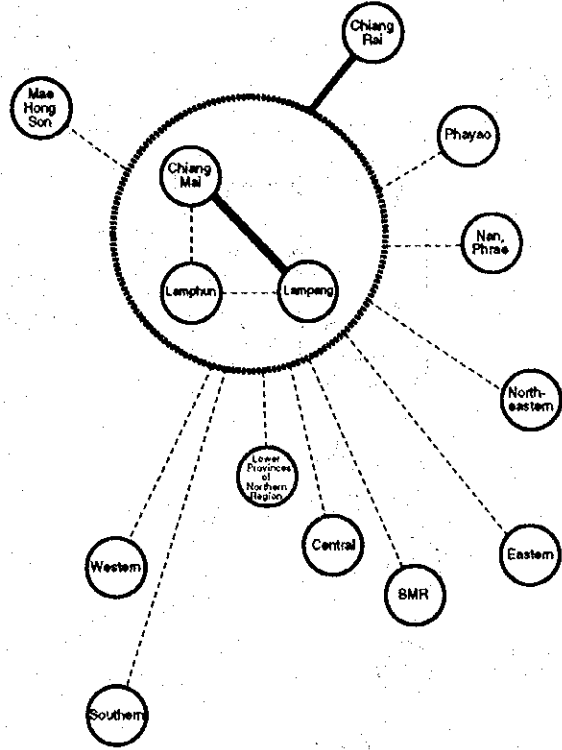 Chiang
Rai
Mae
Hong
Son
Phayao
Chiang
Mai
Nan,
Phrae
Lamphun
Lampang
North-
eastern
Lower
Provinces
of
Northern
Region
Central
Eastern
Western
BMR
Southern